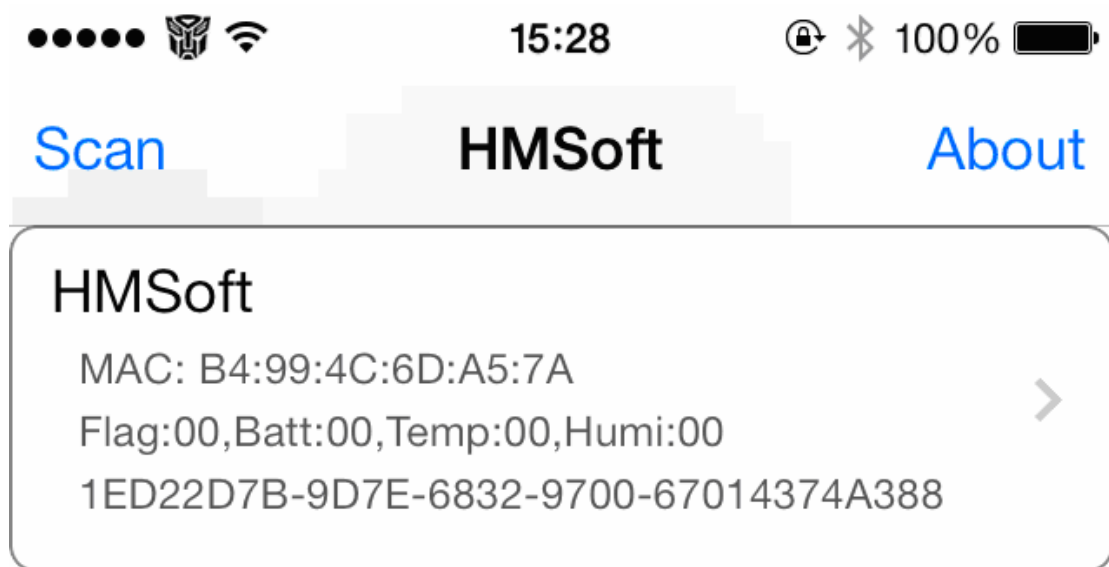 15:28 100%
Scan HMSoft About
HMSoft
MAC: B4:99:4C:6D:A5:7A
Flag:00,Batt:00,Temp:00,Humi:00
1ED22D7B-9D7E-6832-9700-67014374A388